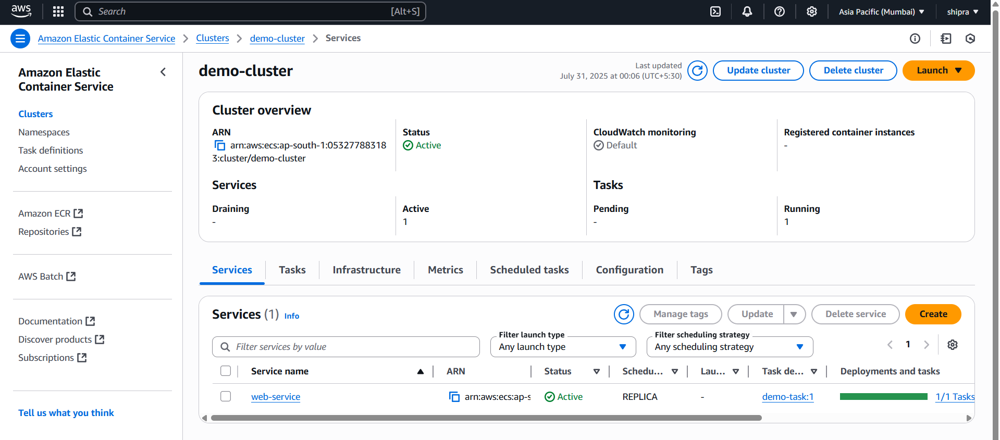 aws
Search [Alt+S]
Asia Pacific (Mumbai)
shipra
Amazon Elastic Container Service
Clusters
demo-cluster
Services
Amazon Elastic
Container Service
Clusters
Namespaces
Task definitions
Account settings
Amazon ECR
Repositories
AWS Batch
Documentation
Discover products
Subscriptions
Tell us what you think
demo-cluster
Last updated
July 31, 2025 at 00:06 (UTC+5:30)
Update cluster
Delete cluster
Launch
Cluster overview
ARN
arn:aws:ecs:ap-south-1:05327788318
3:cluster/demo-cluster
Status
Active
CloudWatch monitoring
Default
Registered container instances
-
Services
Tasks
Draining
-
Active
1
Pending
-
Running
1
Services
Tasks
Infrastructure
Metrics
Scheduled tasks
Configuration
Tags
Services (1) Info
Manage tags
Update
Delete service
Create
Filter services by value
Filter launch type
Any launch type
Filter scheduling strategy
Any scheduling strategy
1
Service name
ARN
Status
Schedu...
Lau...
Task de...
Deployments and tasks
web-service
arn:aws:ecs:ap-s
Active
REPLICA
-
demo-task:1
1/1 Tasks